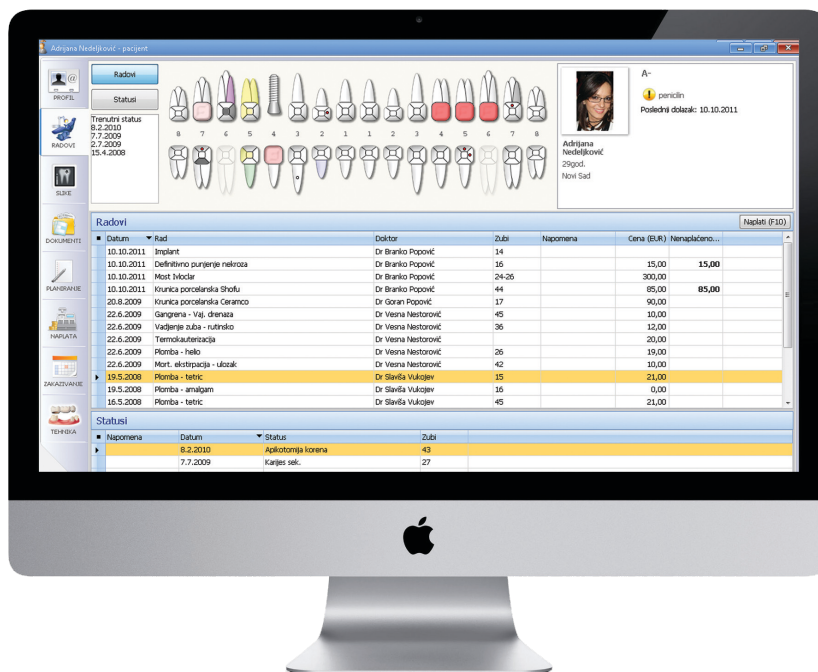 Adrijana Nedeljković - pacijent
PROFIL
RADOVI
SLIKE
DOKUMENTI
PLANIRANJE
NAPLATA
ZAKAZIVANJE
TEHNIKA
Radovi
Statusi
Trenutni status
8.2.2010
7.7.2009
2.7.2009
15.4.2008
8 7 6 5 4 3 2 1 1 2 3 4 5 6 7 8
Adrijana
Nedeljković
29god.
Novi Sad
A-
peniclin
Poslednji dolazak: 10.10.2011
Radovi
Naplati (F10)
Datum Rad Doktor Zubi Napomena Cena (EUR) Nenaplaćeno...
10.10.2011 Implant Dr Branko Popović 14
10.10.2011 Definitivno punjenje nekroza Dr Branko Popović 16 15,00 15,00
10.10.2011 Most Ivloclar Dr Branko Popović 24-26 300,00
10.10.2011 Krunica porcelanska Shofu Dr Branko Popović 44 85,00 85,00
20.8.2009 Krunica porcelanska Ceramco Dr Goran Popović 17 90,00
22.6.2009 Gangrena - Vaj. drenaza Dr Vesna Nestorović 45 10,00
22.6.2009 Vadjenje zuba - rutinsko Dr Vesna Nestorović 36 12,00
22.6.2009 Termokauterizacija Dr Vesna Nestorović 20,00
22.6.2009 Plomba - helio Dr Vesna Nestorović 26 19,00
22.6.2009 Mort. ekstirpacija - ulozak Dr Vesna Nestorović 42 10,00
19.5.2008 Plomba - tetric Dr Slaviša Vukojev 15 21,00
19.5.2008 Plomba - amalgam Dr Slaviša Vukojev 16 0,00
16.5.2008 Plomba - tetric Dr Slaviša Vukojev 45 21,00
Statusi
Napomena Datum Status Zubi
8.2.2010 Apikotomija korena 43
7.7.2009 Karijes sek. 27